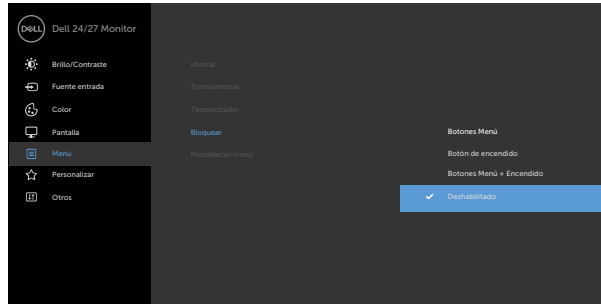 DELL Dell 24/27 Monitor
Brillo/Contraste
Fuente entrada
Color
Pantalla
Menú
Personalizar
Otros
Idioma
Transparencia
Temporizador
Bloquear
Restablecer menú
Botones Menú
Botón de encendido
Botones Menú + Encendido
Deshabilitado